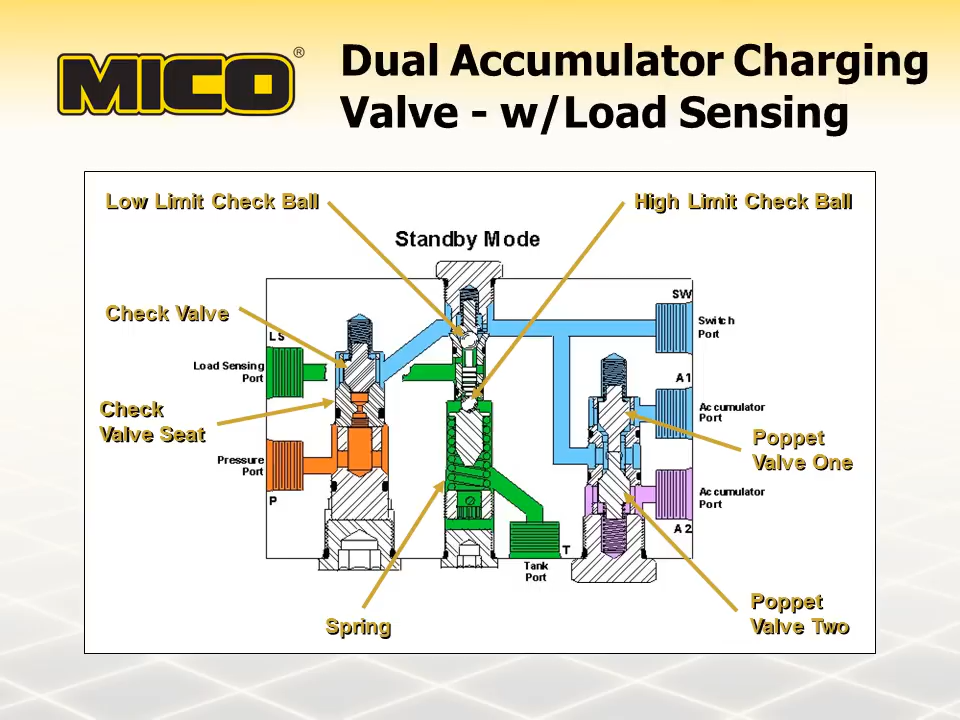 MICO®
Dual Accumulator Charging
Valve - w/Load Sensing
Low Limit Check Ball
High Limit Check Ball
Standby Mode
Check Valve
SW
Switch
Port
LS
Load Sensing
Port
A1
Accumulator
Port
Check
Valve Seat
Poppet
Valve One
Pressure
Port
P
Accumulator
Port
A2
T
Tank
Port
Spring
Poppet
Valve Two